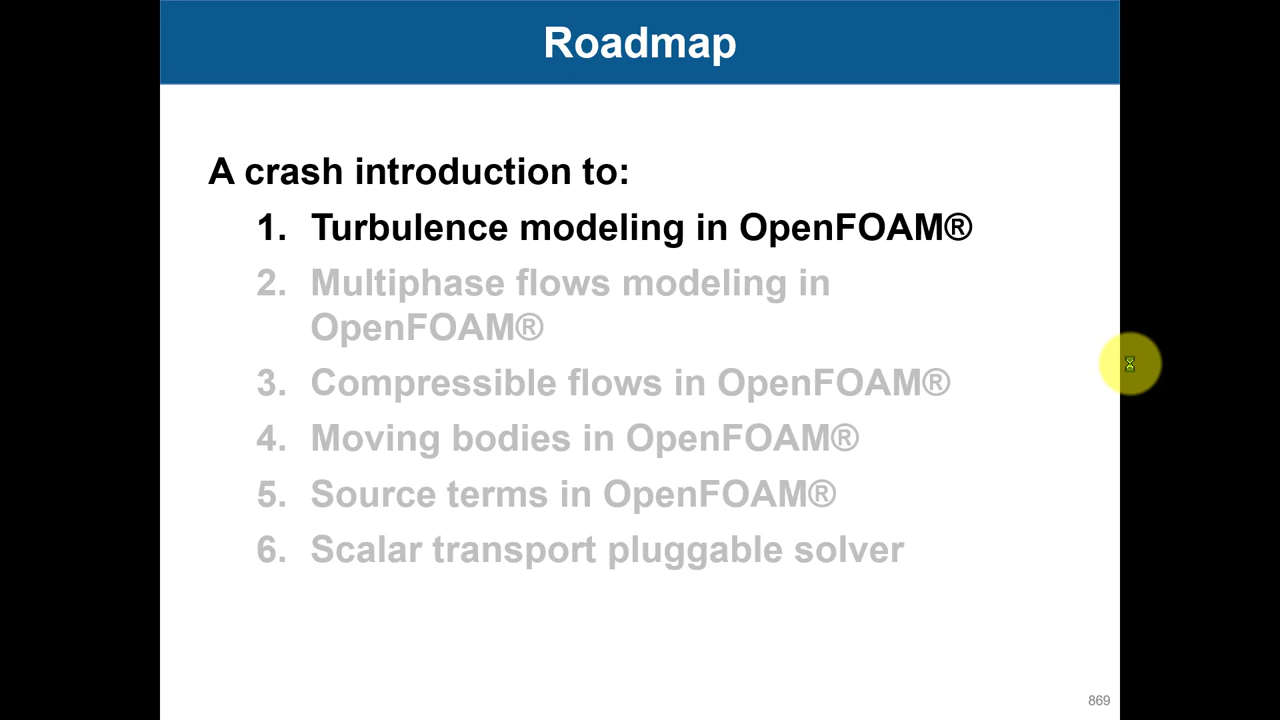 Roadmap
A crash introduction to:
1. Turbulence modeling in OpenFOAM®
2. Multiphase flows modeling in
OpenFOAM®
3. Compressible flows in OpenFOAM®
4. Moving bodies in OpenFOAM®
5. Source terms in OpenFOAM®
6. Scalar transport pluggable solver
869